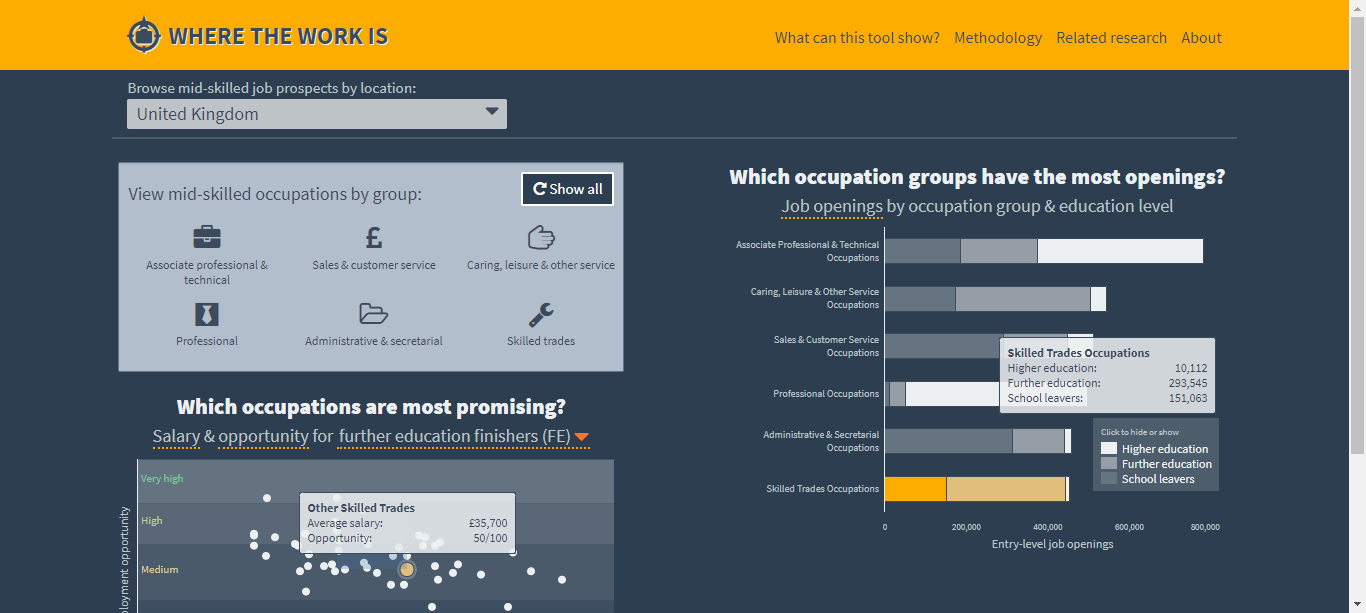 WHERE THE WORK IS
What can this tool show? Methodology Related research About
Browse mid-skilled job prospects by location:
United Kingdom
View mid-skilled occupations by group:
Show all
Associate professional &
technical
Sales & customer service
Caring, leisure & other service
Professional
Administrative & secretarial
Skilled trades
Which occupations are most promising?
Salary & opportunity for further education finishers (FE)
Very high
High
Medium
Other Skilled Trades
Average salary: £35,700
Opportunity: 50/100
Which occupation groups have the most openings?
Job openings by occupation group & education level
Associate Professional & Technical
Occupations
Caring, Leisure & Other Service
Occupations
Sales & Customer Service
Occupations
Professional Occupations
Administrative & Secretarial
Occupations
Skilled Trades Occupations
Skilled Trades Occupations
Higher education: 10,112
Further education: 293,545
School leavers: 151,063
Click to hide or show
Higher education
Further education
School leavers
0 200,000 400,000 600,000 800,000
Entry-level job openings